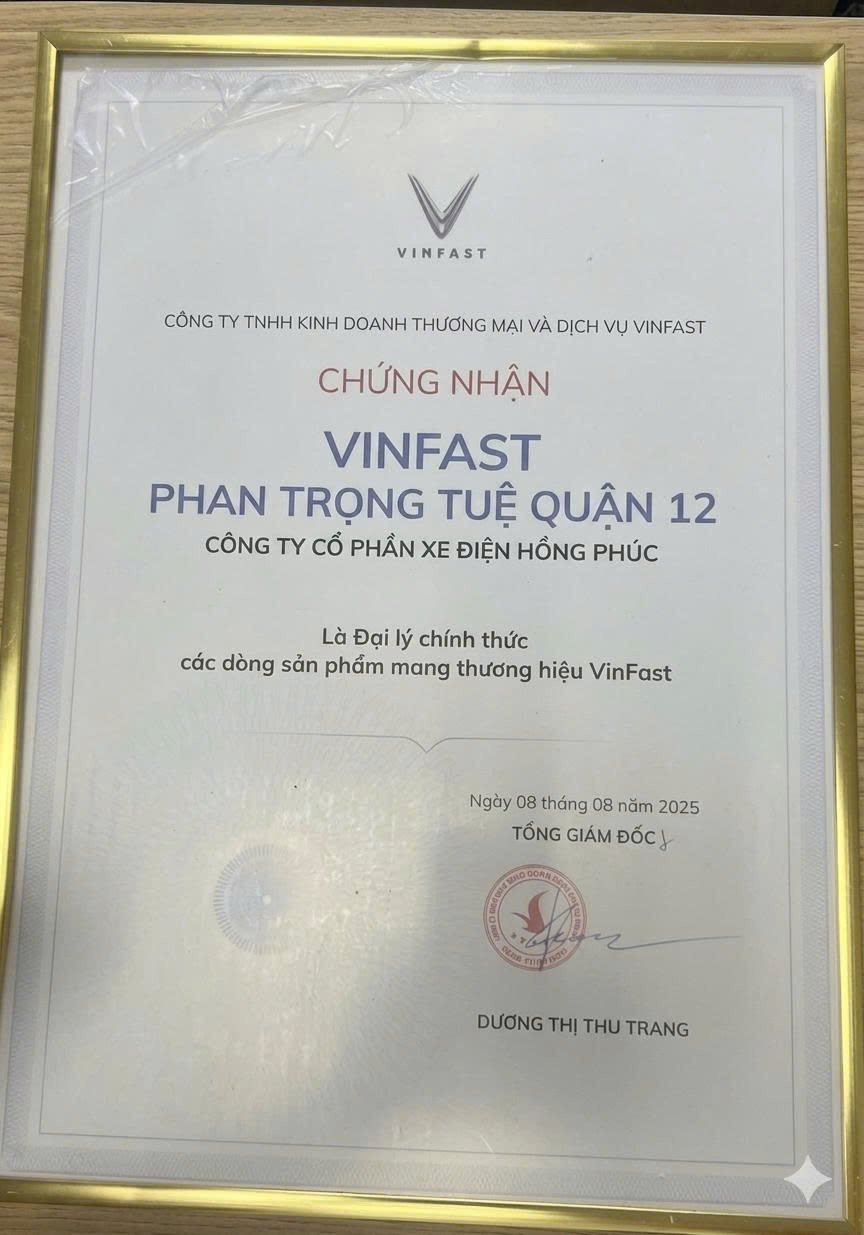 VINFAST
CÔNG TY TNHH KINH DOANH THƯƠNG MẠI VÀ DỊCH VỤ VINFAST
CHỨNG NHẬN
VINFAST
PHAN TRỌNG TUỆ QUẬN 12
CÔNG TY CỔ PHẦN XE ĐIỆN HỒNG PHÚC
Là Đại lý chính thức
các dòng sản phẩm mang thương hiệu VinFast
Ngày 08 tháng 08 năm 2025
TỔNG GIÁM ĐỐC
DƯƠNG THỊ THU TRANG